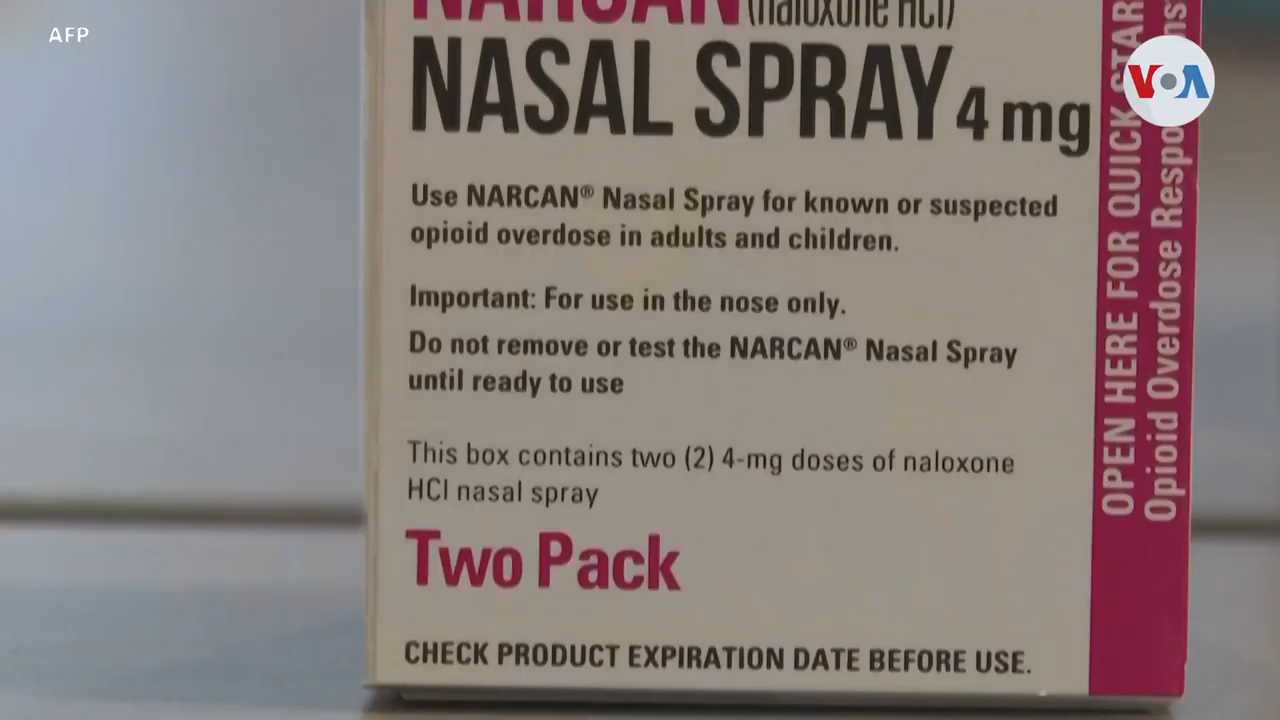 AFP
VOA
NARCAN (naloxone HCl)
NASAL SPRAY 4 mg
Use NARCAN® Nasal Spray for known or suspected
opioid overdose in adults and children.
Important: For use in the nose only.
Do not remove or test the NARCAN® Nasal Spray
until ready to use
This box contains two (2) 4-mg doses of naloxone
HCl nasal spray
Two Pack
CHECK PRODUCT EXPIRATION DATE BEFORE USE.
OPEN HERE FOR QUICK
Opioid Overdose